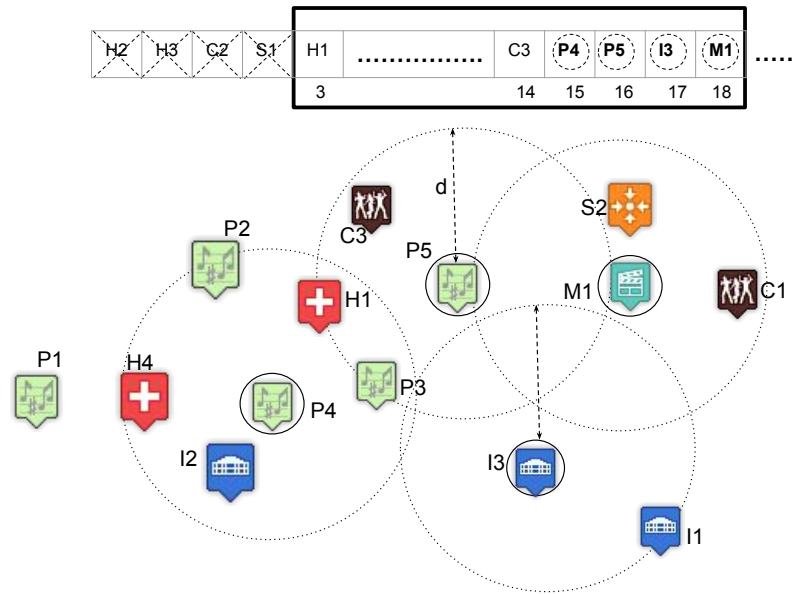 H2 H3 C2 S1 H1 ................ C3 P4 P5 I3 M1 .....
3 14 15 16 17 18
d
S2
P2
C3
P5
M1
C1
H1
P1
H4
P3
P4
I2
I3
I1